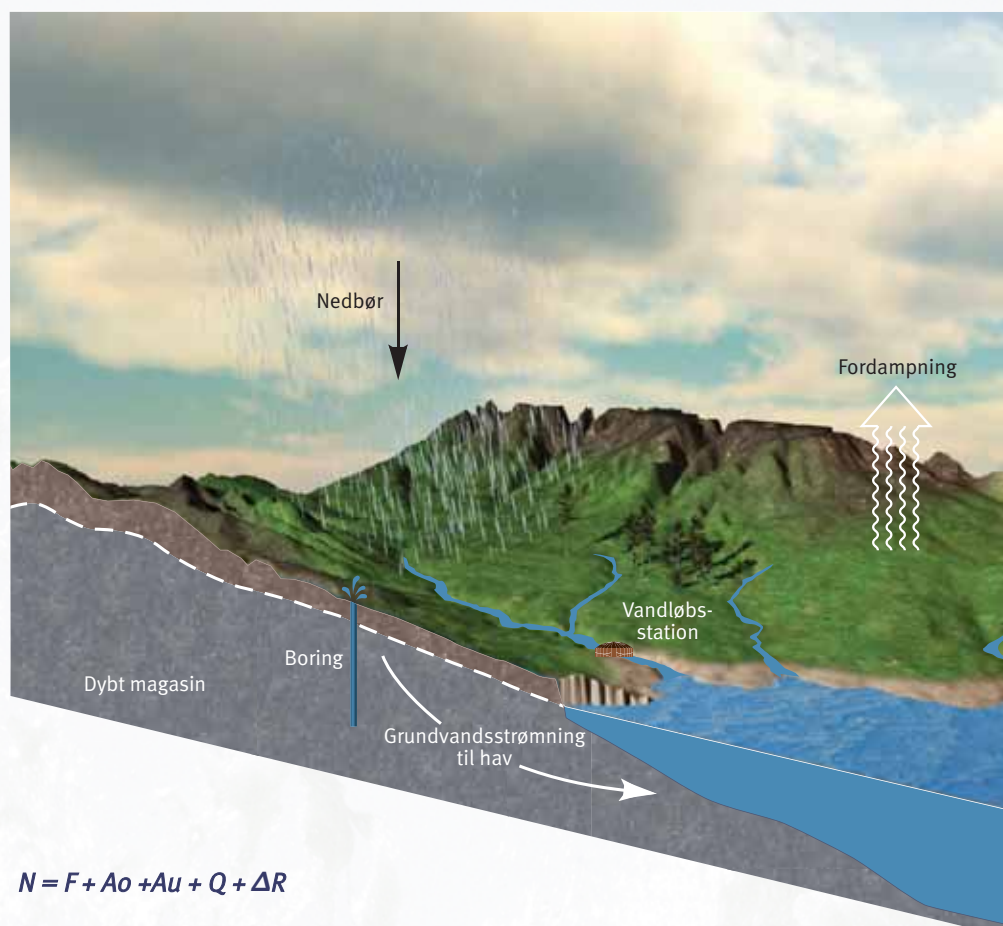 Nedbør
Fordampning
Vandløbs-
station
Boring
Dybt magasin
Grundvandsstrømning
til hav
N = F + Ao +Au + Q + ΔR